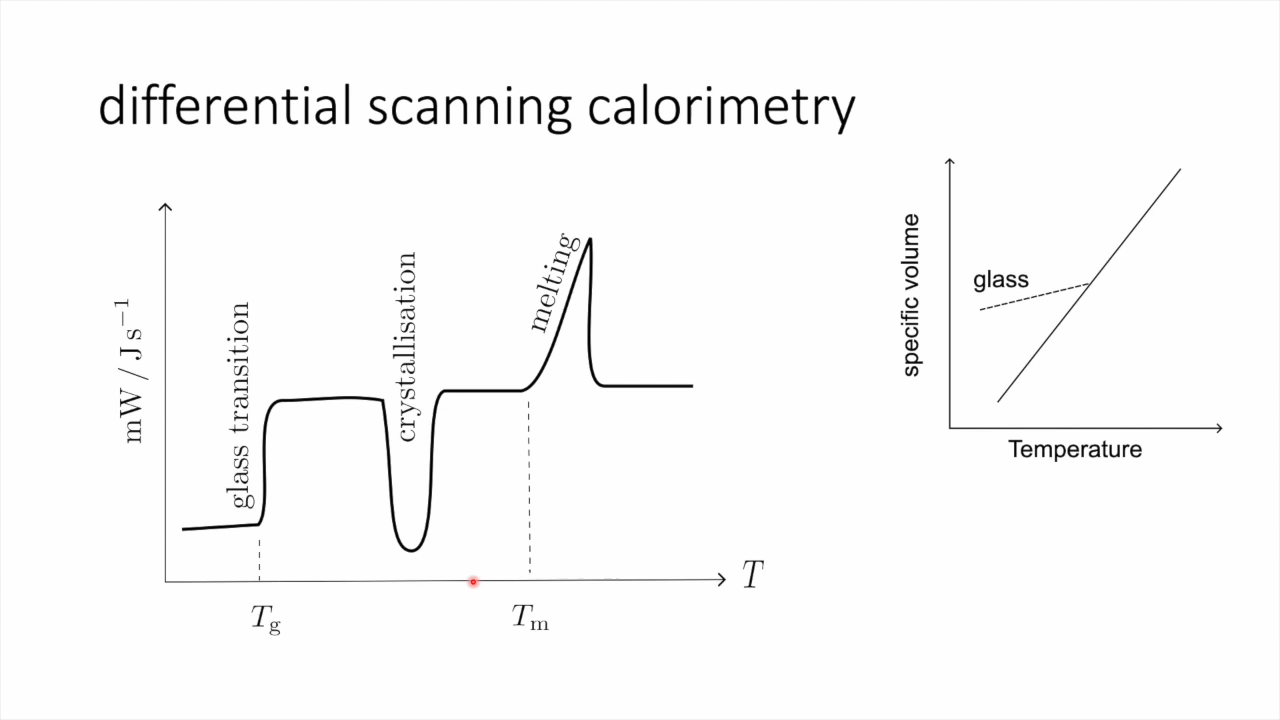 differential scanning calorimetry
mW / J s⁻¹
glass transition
crystallisation
melting
T
T_g
T_m
specific volume
glass
Temperature